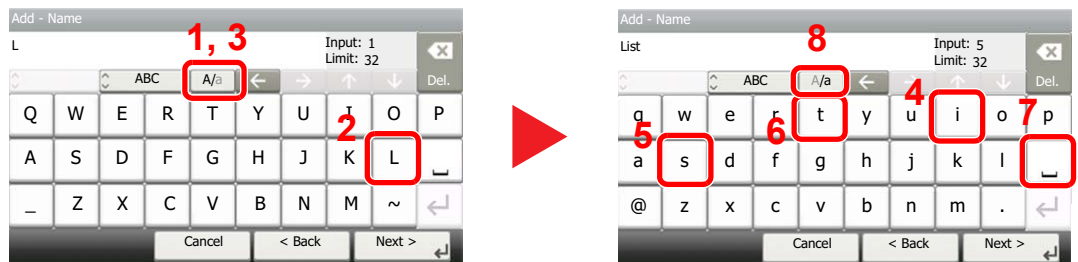 Add - Name
L
Input: 1
Limit: 32
1, 3
ABC
A/a
Del.
Q W E R T Y U I O P
2
A S D F G H J K L
_ Z X C V B N M ~
Cancel
< Back
Next >
Add - Name
List
Input: 5
Limit: 32
8
ABC
A/a
Del.
4
7
q w e r t y u i o p
5
6
a s d f g h j k l
@ z x c v b n m .
Cancel
< Back
Next >